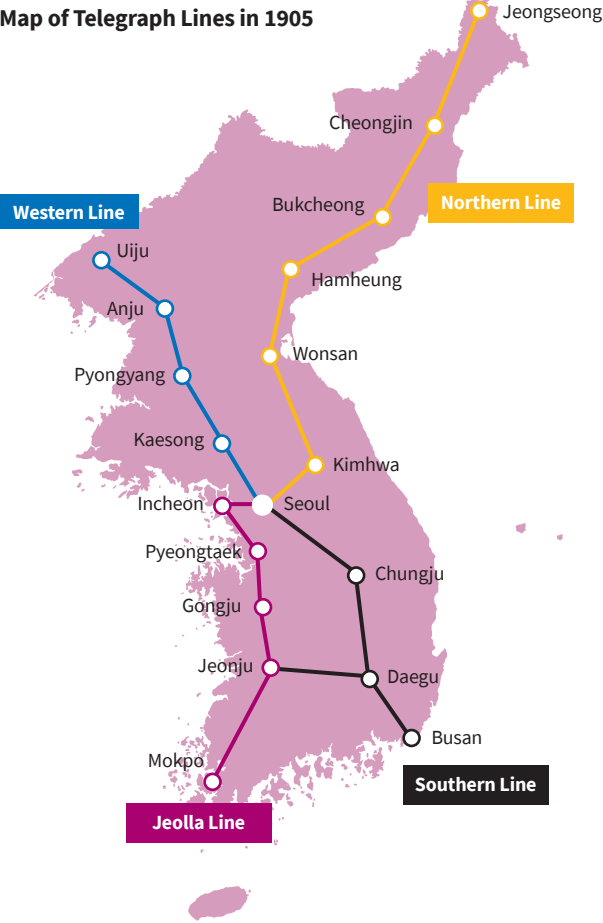 Map of Telegraph Lines in 1905
Jeongseong
Cheongjin
Bukcheong
Northern Line
Western Line
Uiju
Hamheung
Anju
Wonsan
Pyongyang
Kaesong
Kimhwa
Incheon
Seoul
Pyeongtaek
Chungju
Gongju
Jeonju
Daegu
Busan
Mokpo
Southern Line
Jeolla Line